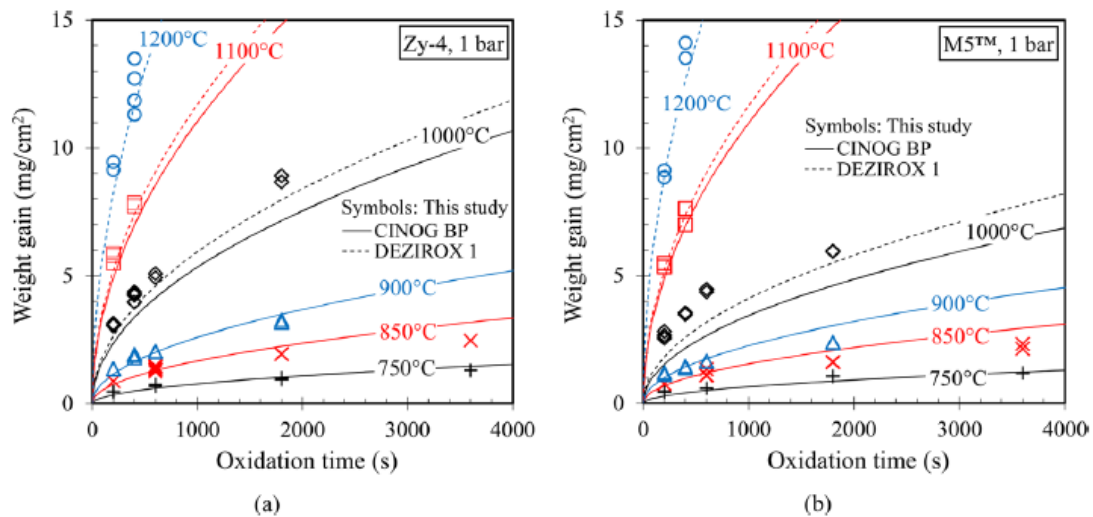 15
10
5
0
Weight gain (mg/cm²)
1200°C
1100°C
Zy-4, 1 bar
1000°C
Symbols: This study
CINOG BP
DEZIROX 1
900°C
850°C
750°C
0 1000 2000 3000 4000
Oxidation time (s)
(a)
15
10
5
0
Weight gain (mg/cm²)
1100°C
M5™, 1 bar
1200°C
Symbols: This study
CINOG BP
DEZIROX 1
1000°C
900°C
850°C
750°C
0 1000 2000 3000 4000
Oxidation time (s)
(b)